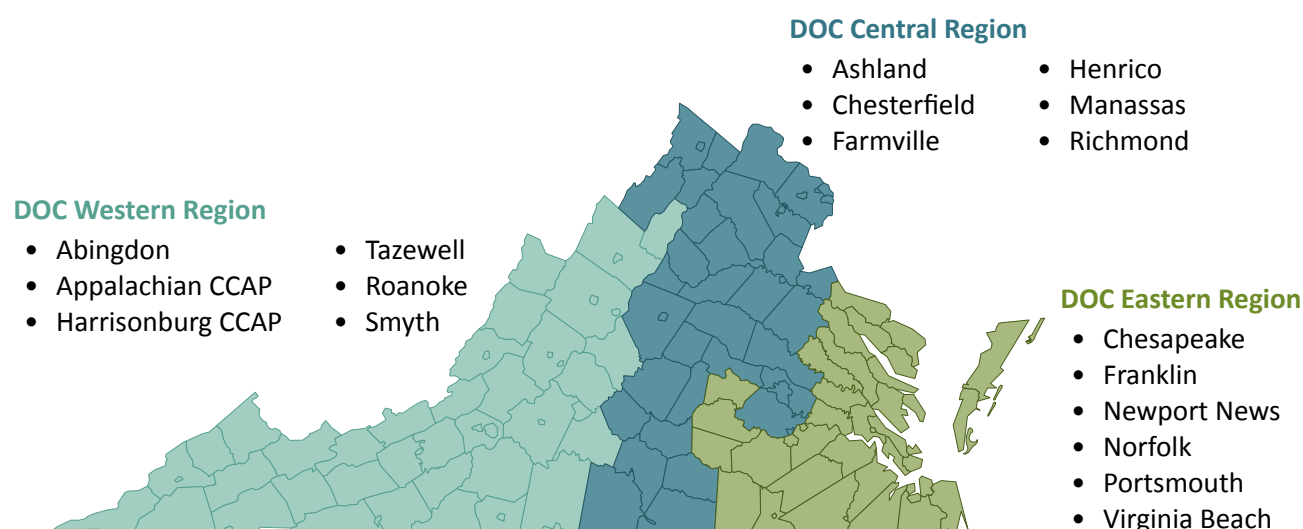 DOC Central Region
• Ashland
• Chesterfield
• Farmville
• Henrico
• Manassas
• Richmond
DOC Western Region
• Abingdon
• Appalachian CCAP
• Harrisonburg CCAP
• Tazewell
• Roanoke
• Smyth
DOC Eastern Region
• Chesapeake
• Franklin
• Newport News
• Norfolk
• Portsmouth
• Virginia Beach